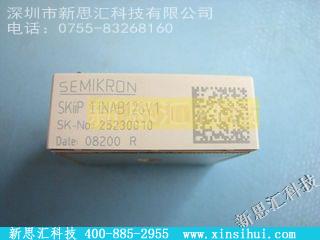 深圳市新思汇科技有限公司
电话：0755-83268160
SEMIKRON
SKiiP 11NAB126V1
SK-No: 25230010
Date: 08200 R
新思汇科技 400-885-2955 www.xinsihui.com